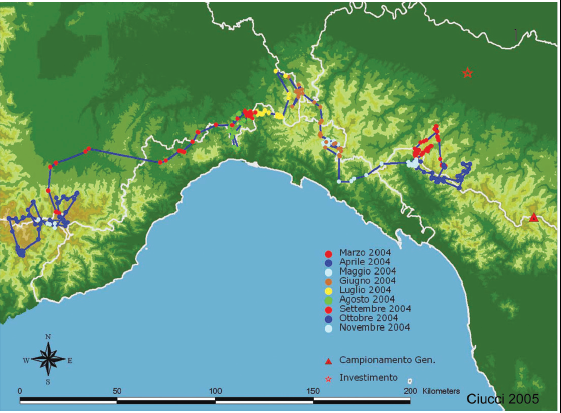 Marzo 2004
Aprile 2004
Maggio 2004
Giugno 2004
Luglio 2004
Agosto 2004
Settembre 2004
Ottobre 2004
Novembre 2004
Campionamento Gen.
Investimento
N
W E
S
0 50 100 150 200 Kilometers
Ciucci 2005